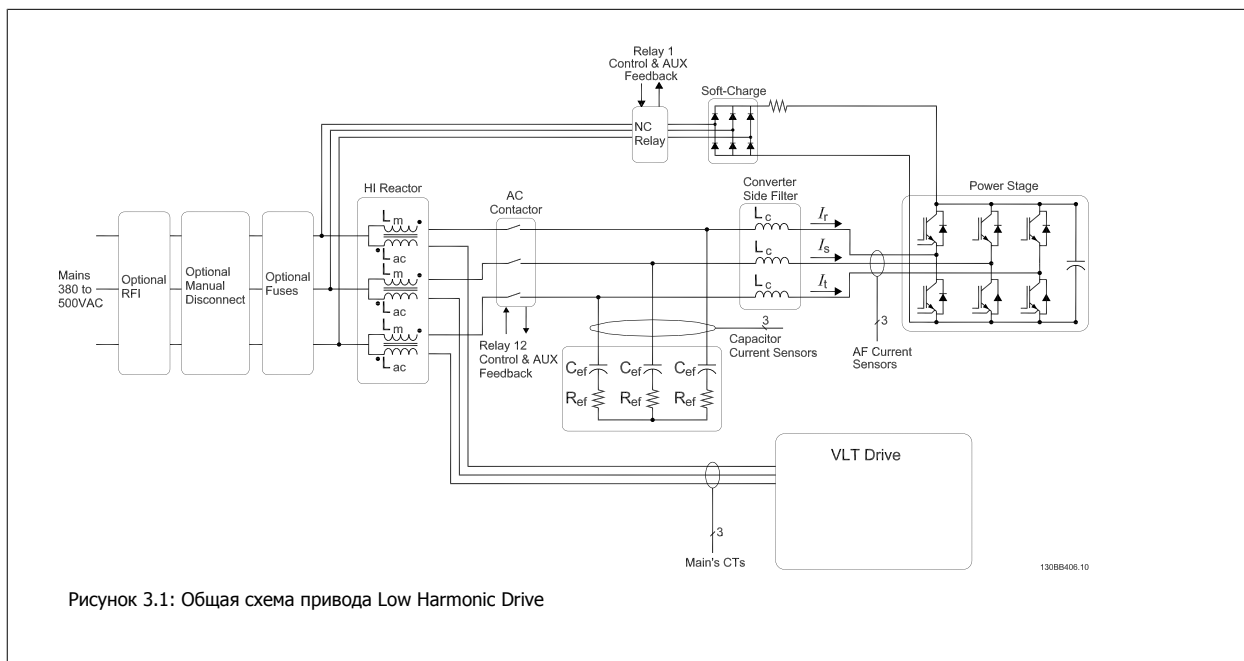 Relay 1
Control & AUX
Feedback
Soft-Charge
NC
Relay
HI Reactor
AC
Contactor
Converter
Side Filter
Power Stage
Lm
Lac
Lm
Lac
Lm
Lac
Lc
Lc
Lc
Ir
Is
It
Mains
380 to
500VAC
Optional
RFI
Optional
Manual
Disconnect
Optional
Fuses
Relay 12
Control & AUX
Feedback
3
Capacitor
Current Sensors
3
AF Current
Sensors
Cef Cef Cef
Ref Ref Ref
VLT Drive
3
Main's CTs
130BB406.10
Рисунок 3.1: Общая схема привода Low Harmonic Drive